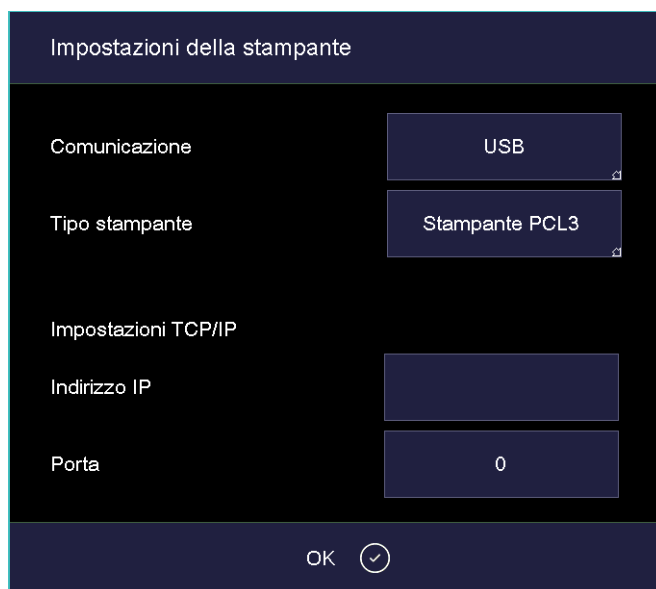 Impostazioni della stampante
Comunicazione USB
Tipo stampante Stampante PCL3
Impostazioni TCP/IP
Indirizzo IP
Porta 0
OK